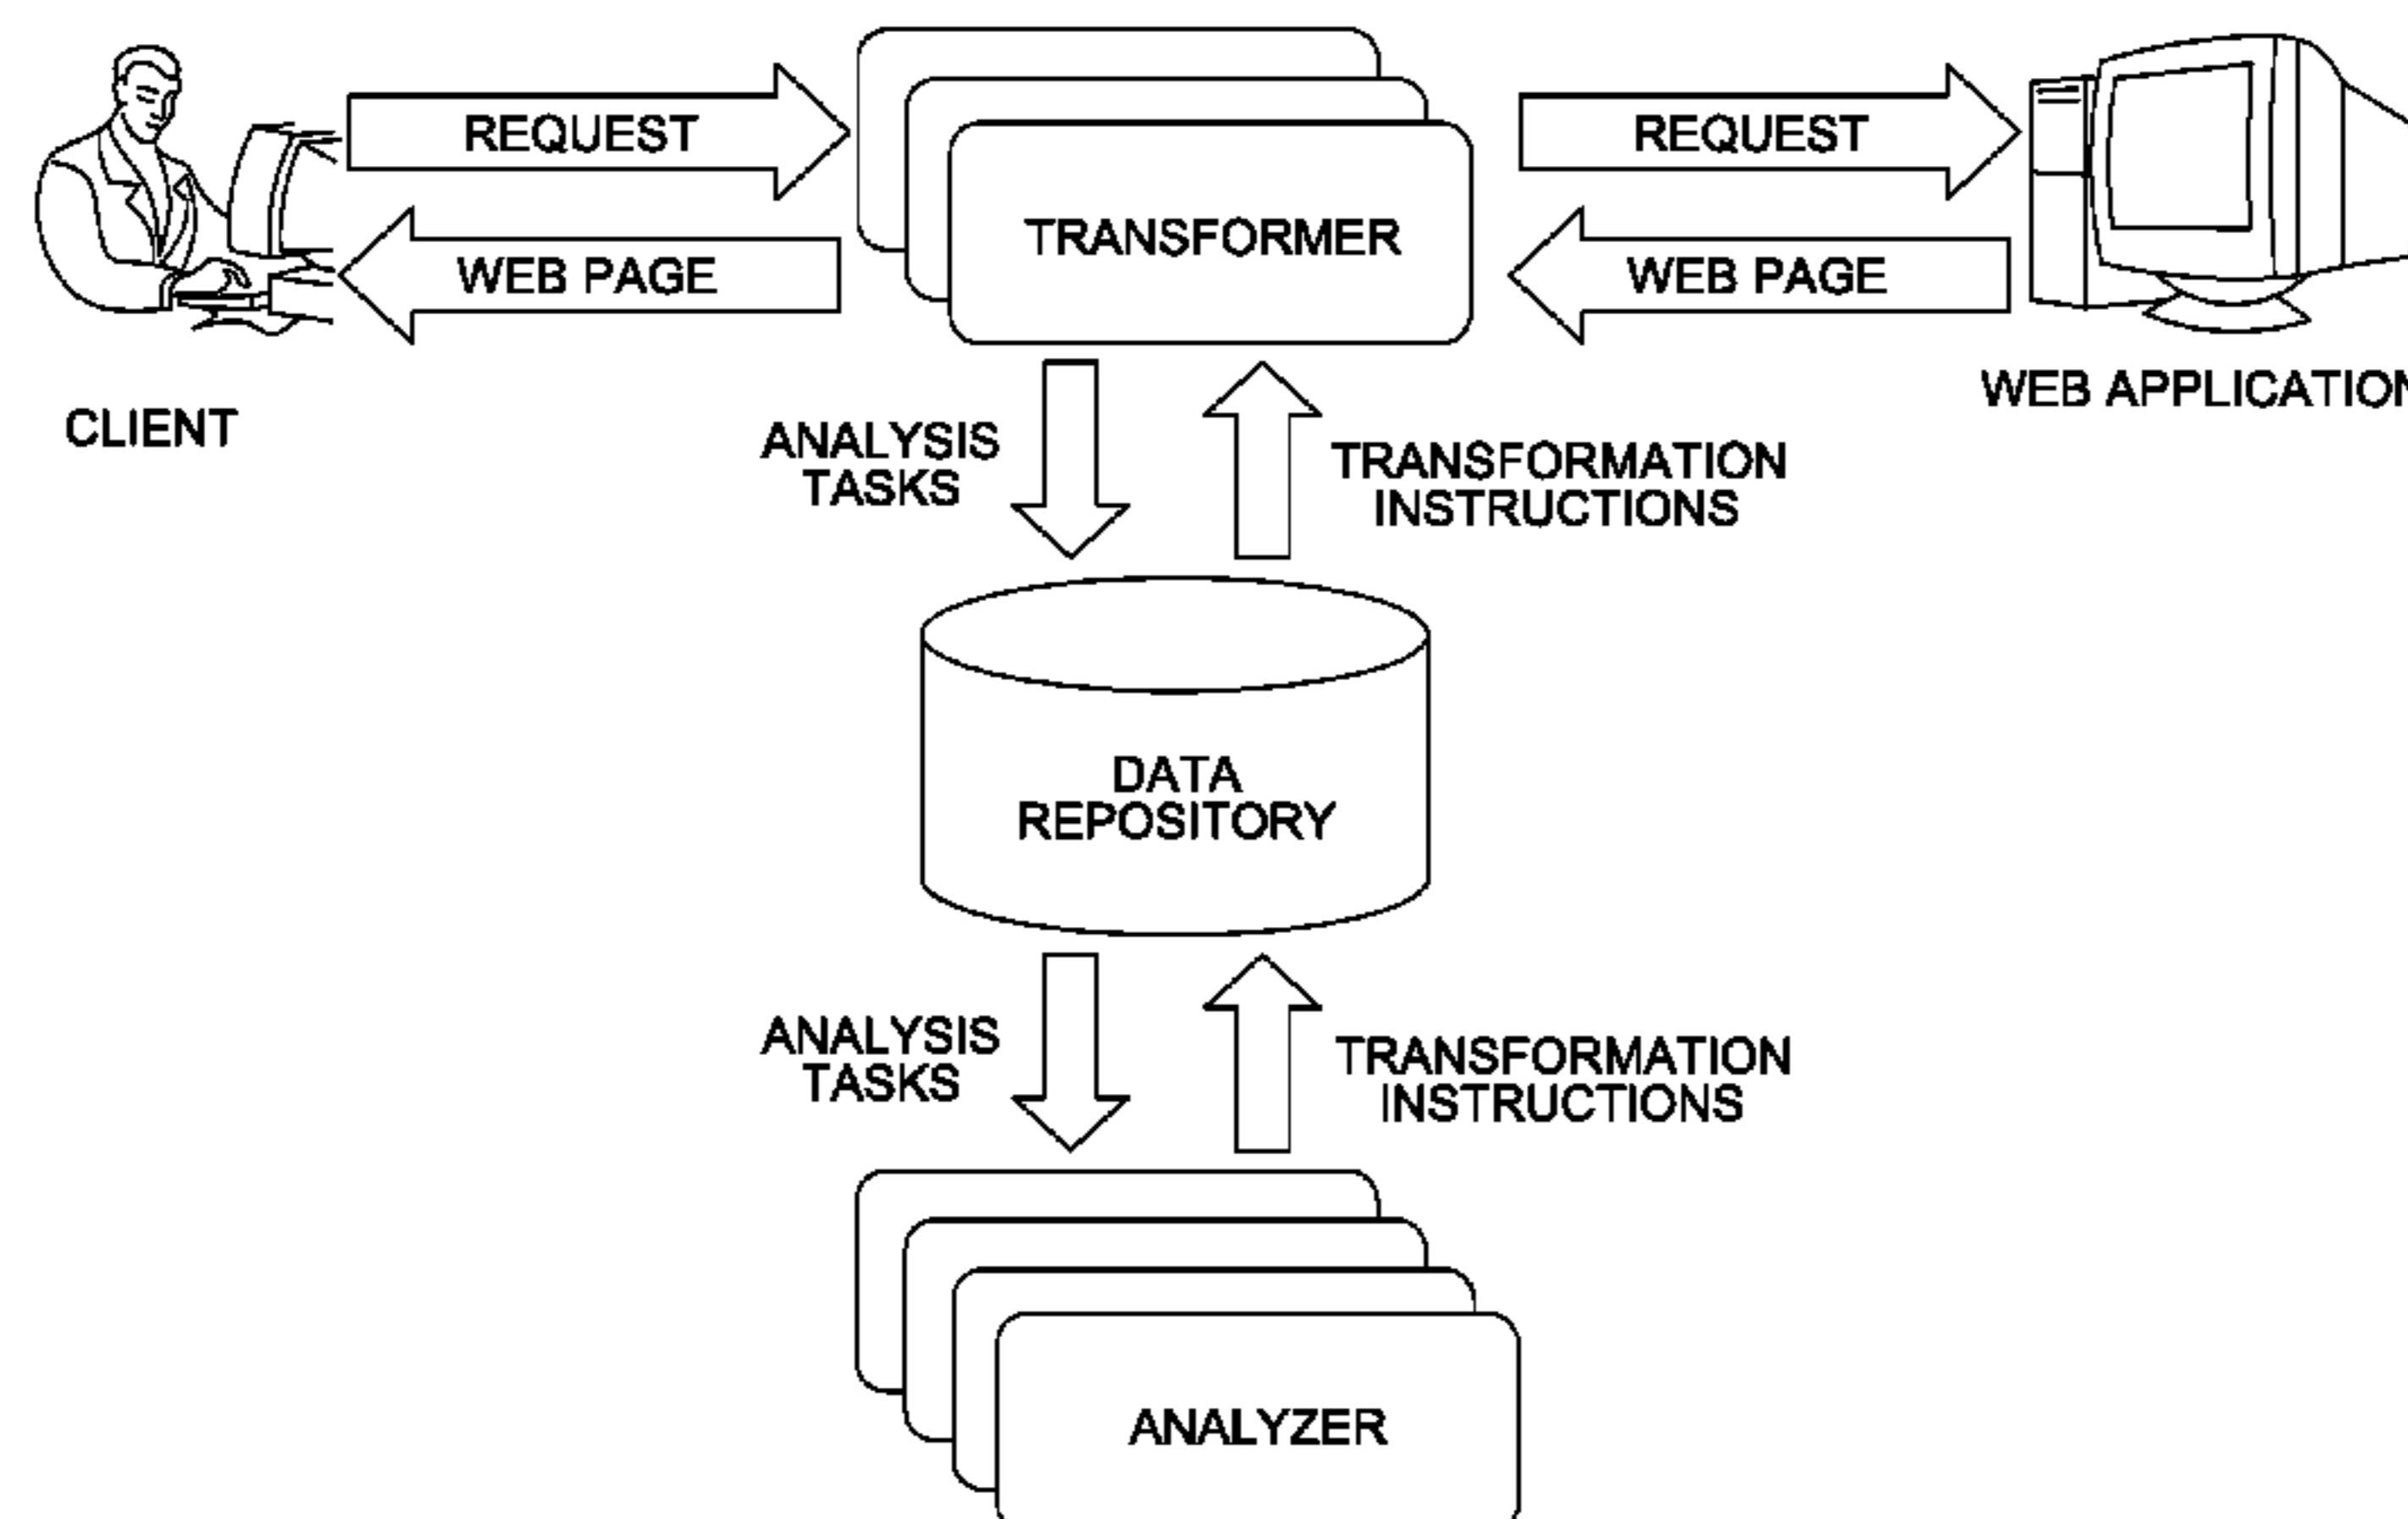 REQUEST
REQUEST
TRANSFORMER
WEB PAGE
WEB PAGE
CLIENT
WEB APPLICATION
ANALYSIS
TASKS
TRANSFORMATION
INSTRUCTIONS
DATA
REPOSITORY
ANALYSIS
TASKS
TRANSFORMATION
INSTRUCTIONS
ANALYZER